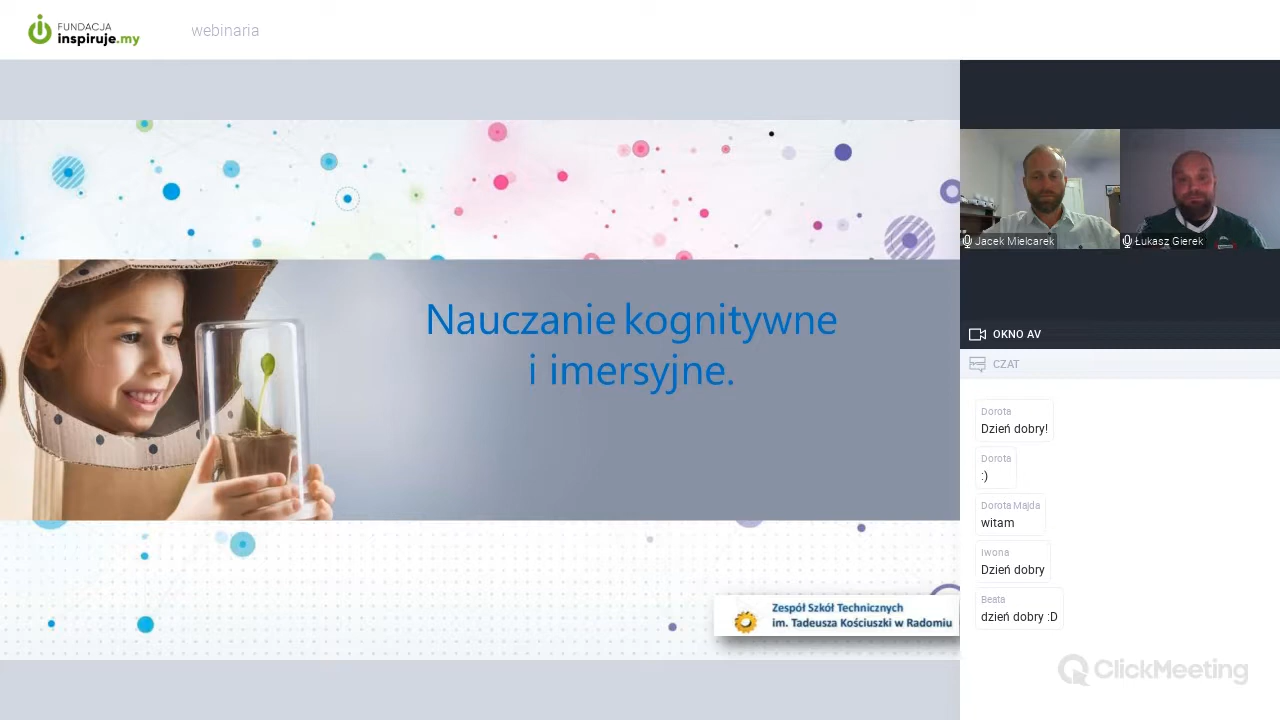 FUNDACJA
inspiruje.my
webinaria
Nauczanie kognitywne
i imersyjne.
Zespół Szkół Technicznych
im. Tadeusza Kościuszki w Radomiu
Jacek Mielcarek
Łukasz Gierek
OKNO AV
CZAT
Dorota
Dzień dobry!
Dorota
:)
Dorota Majda
witam
Iwona
Dzień dobry
Beata
dzień dobry :D
ClickMeeting